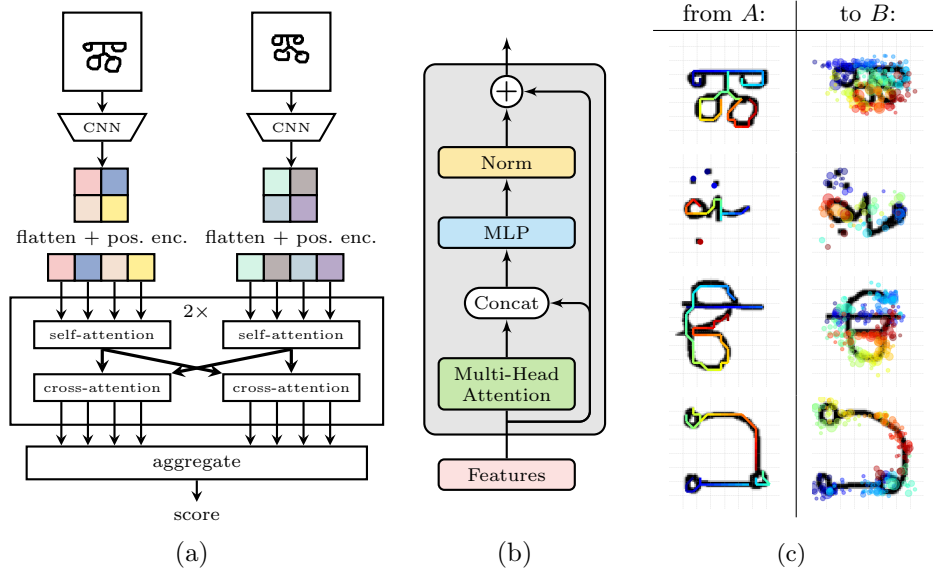 CNN
CNN
flatten + pos. enc.
flatten + pos. enc.
2×
self-attention
self-attention
cross-attention
cross-attention
aggregate
score
(a)
Norm
MLP
Concat
Multi-Head
Attention
Features
(b)
from A:
to B:
(c)